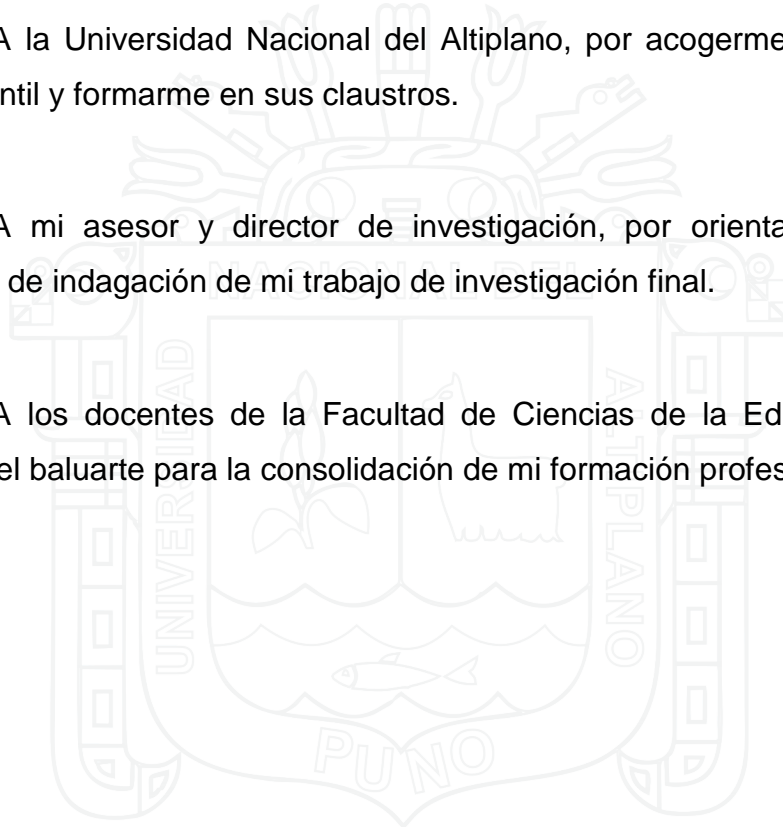 A la Universidad Nacional del Altiplano, por acogerme
ntil y formarme en sus claustros.
A mi asesor y director de investigación, por orienta
de indagación de mi trabajo de investigación final.
A los docentes de la Facultad de Ciencias de la Ed
el baluarte para la consolidación de mi formación profes
NACIONAL DEL
UNIVERSIDAD
ALTIPLANO
PUNO